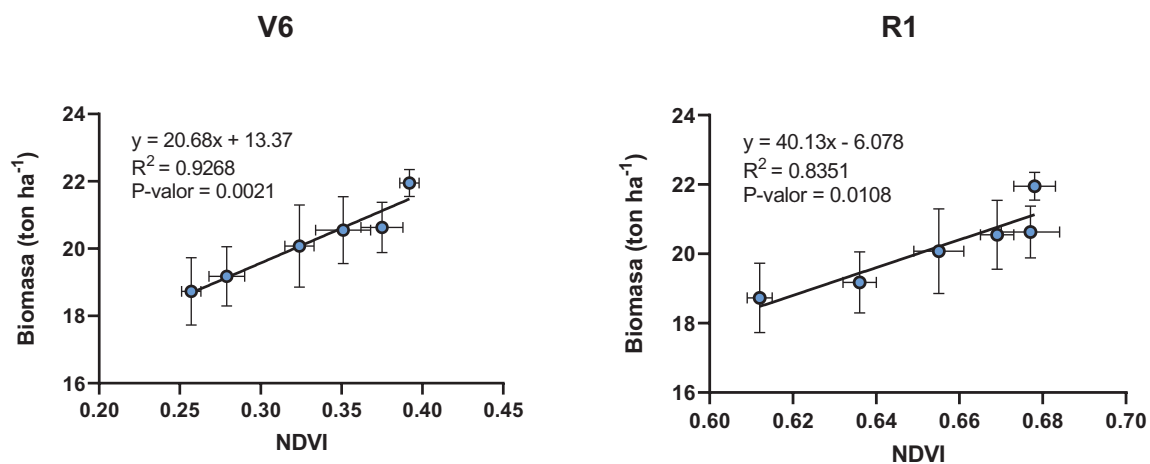 V6
24
22
20
18
16
Biomasa (ton ha⁻¹)
y = 20.68x + 13.37
R² = 0.9268
P-valor = 0.0021
0.20 0.25 0.30 0.35 0.40 0.45
NDVI
R1
24
22
20
18
16
Biomasa (ton ha⁻¹)
y = 40.13x - 6.078
R² = 0.8351
P-valor = 0.0108
0.60 0.62 0.64 0.66 0.68 0.70
NDVI